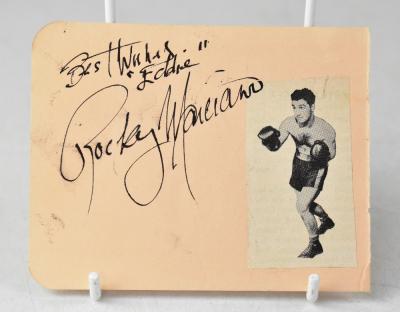 Best Wishes
"Eddie"
Rocky Marciano